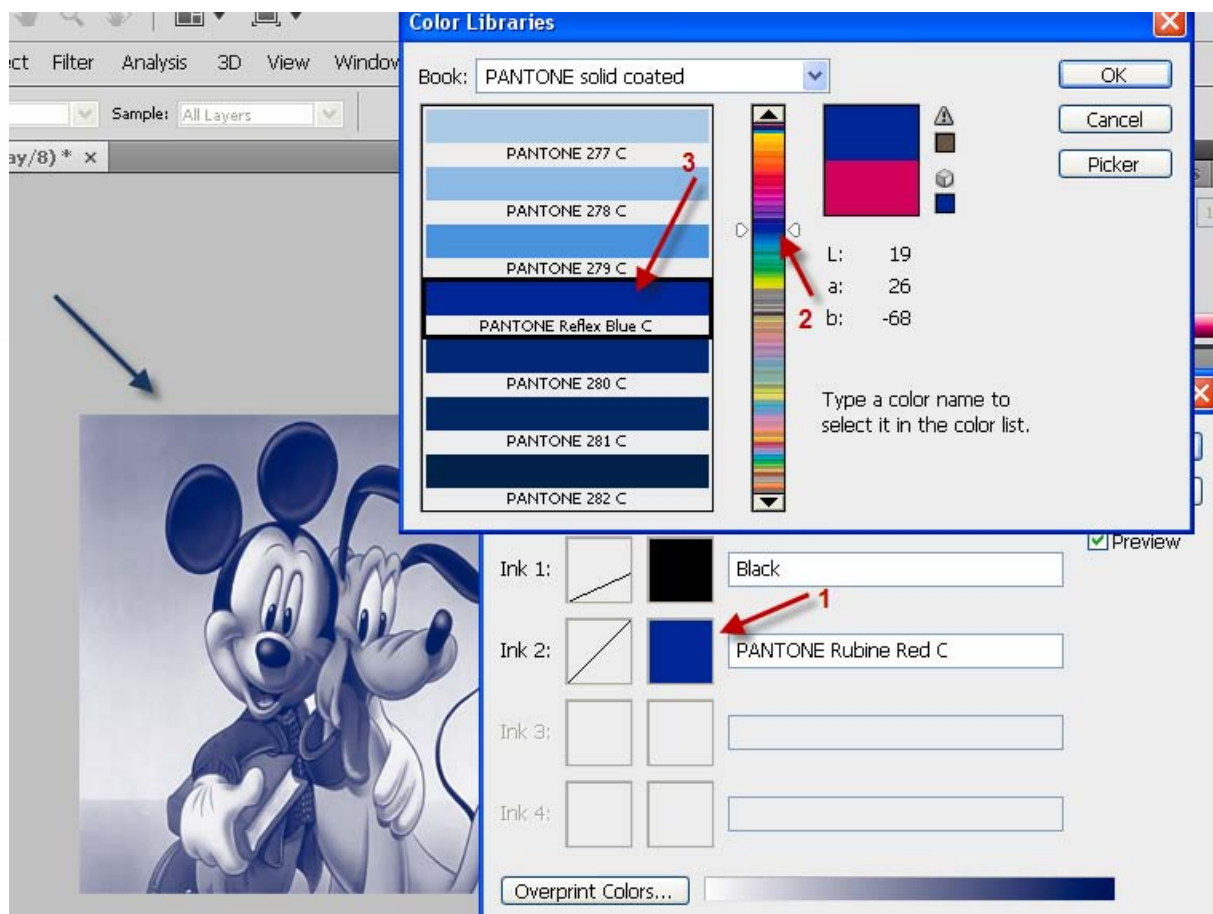 Color Libraries
ct Filter Analysis 3D View Window
Book: PANTONE solid coated
OK
Sample: All Layers
Cancel
ay/8) * ×
PANTONE 277 C
3
Picker
PANTONE 278 C
PANTONE 279 C
L: 19
a: 26
PANTONE Reflex Blue C
2
b: -68
PANTONE 280 C
Type a color name to
select it in the color list.
PANTONE 281 C
PANTONE 282 C
Preview
Ink 1:
Black
1
Ink 2:
PANTONE Rubine Red C
Ink 3:
Ink 4:
Overprint Colors...